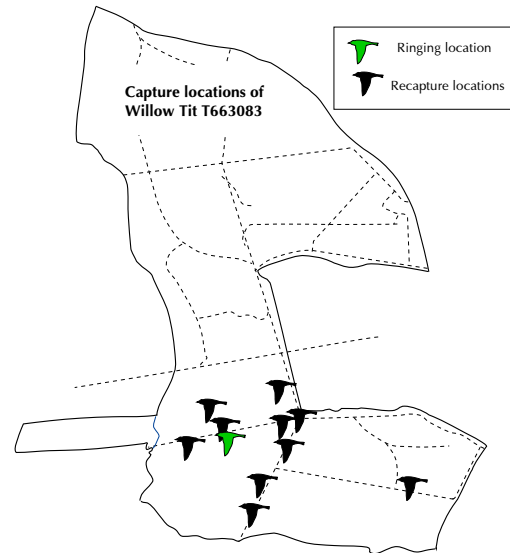 Capture locations of
Willow Tit T663083
Ringing location
Recapture locations